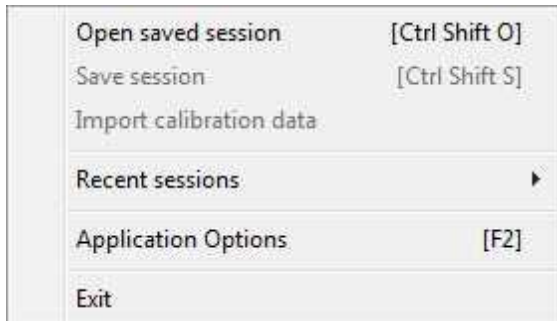 Open saved session [Ctrl Shift O]
Save session [Ctrl Shift S]
Import calibration data
Recent sessions
Application Options [F2]
Exit